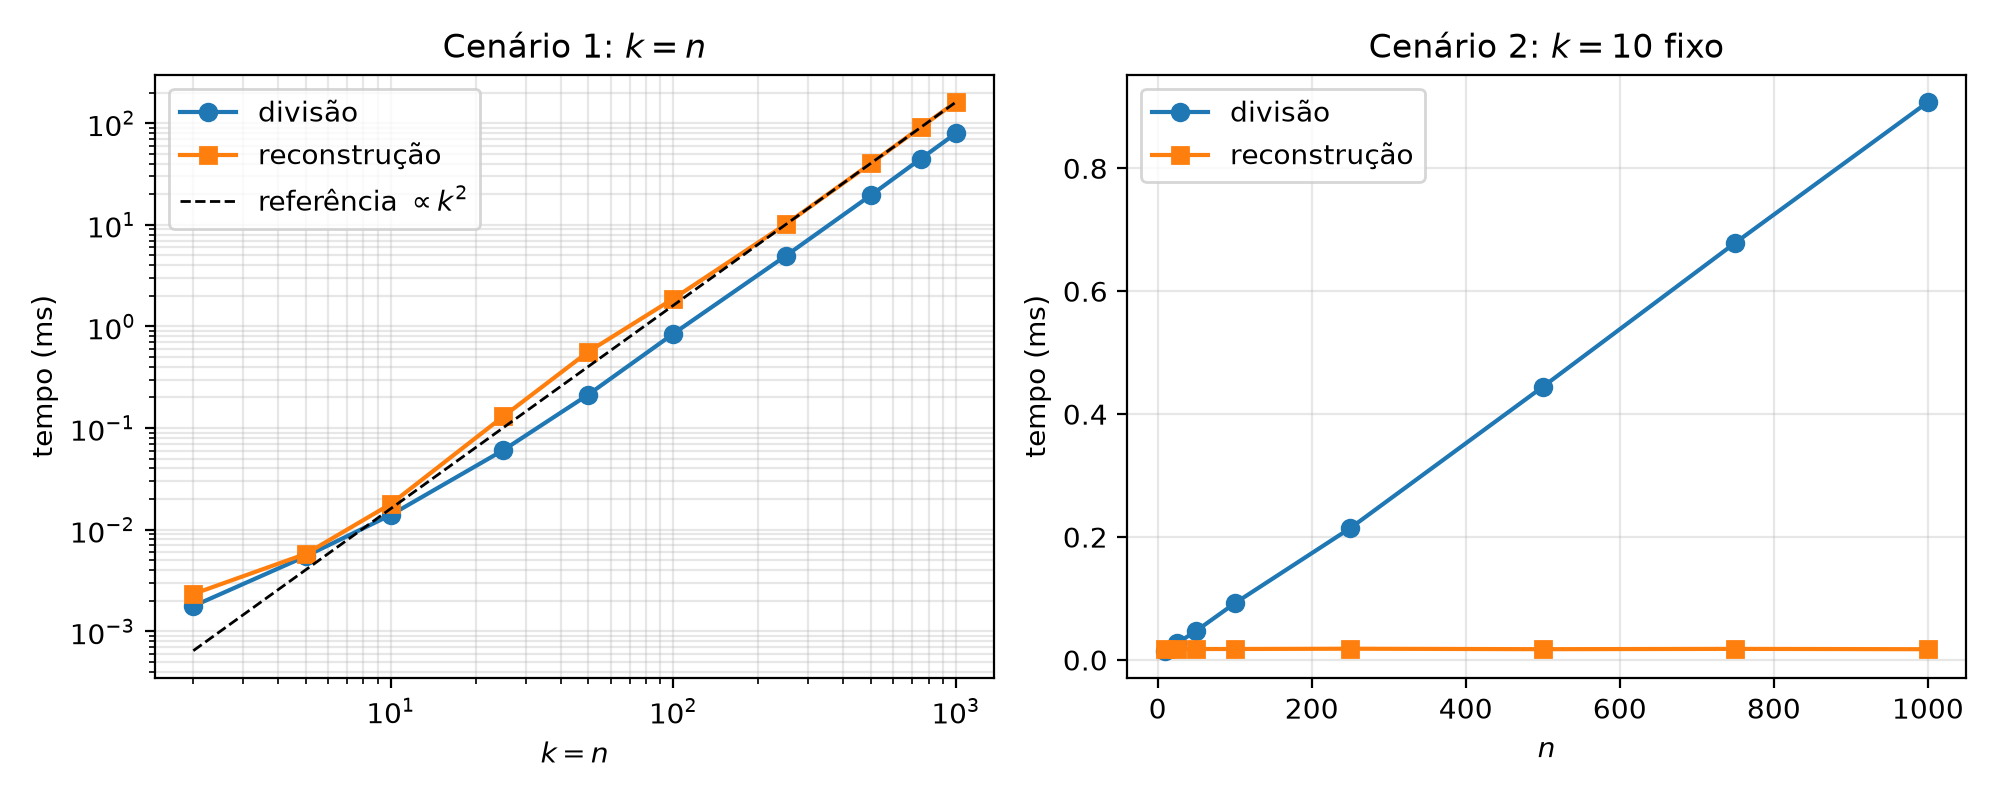 Cenário 1: k = n
divisão
reconstrução
referência ∝ k²
10²
10¹
10⁰
10⁻¹
10⁻²
10⁻³
tempo (ms)
10¹ 10² 10³
k = n
Cenário 2: k = 10 fixo
divisão
reconstrução
0.8
0.6
0.4
0.2
0.0
tempo (ms)
0 200 400 600 800 1000
n